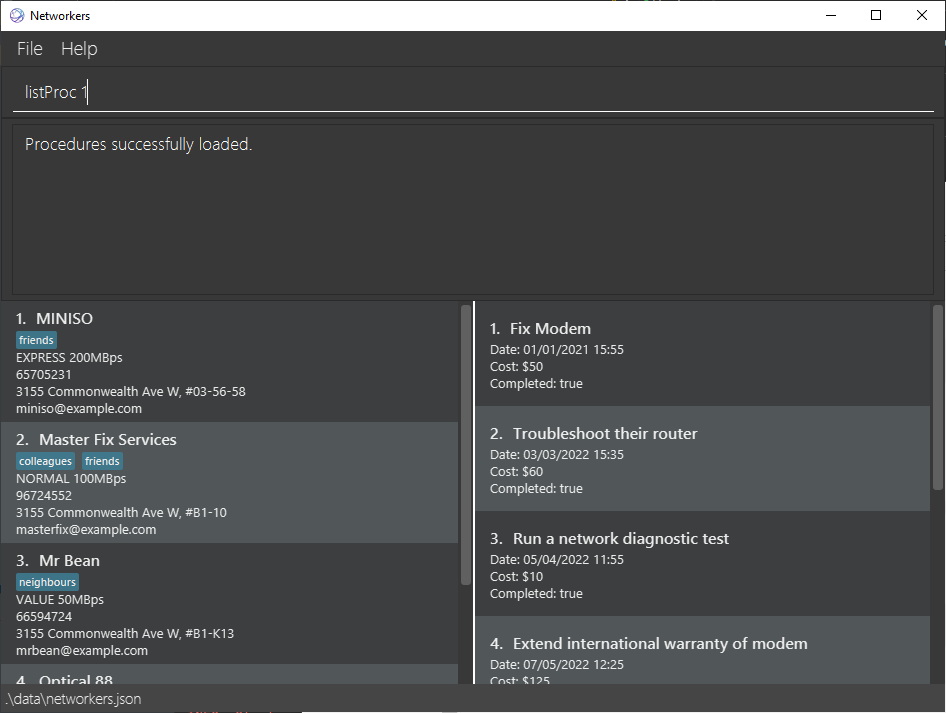 Networkers
File Help
listProc 1
Procedures successfully loaded.
1. MINISO
friends
EXPRESS 200MBps
65705231
3155 Commonwealth Ave W, #03-56-58
miniso@example.com
2. Master Fix Services
colleagues friends
NORMAL 100MBps
96724552
3155 Commonwealth Ave W, #B1-10
masterfix@example.com
3. Mr Bean
neighbours
VALUE 50MBps
66594724
3155 Commonwealth Ave W, #B1-K13
mrbean@example.com
4. Optical 88
1. Fix Modem
Date: 01/01/2021 15:55
Cost: $50
Completed: true
2. Troubleshoot their router
Date: 03/03/2022 15:35
Cost: $60
Completed: true
3. Run a network diagnostic test
Date: 05/04/2022 11:55
Cost: $10
Completed: true
4. Extend international warranty of modem
Date: 07/05/2022 12:25
Cost: $125
.\data\networkers.json